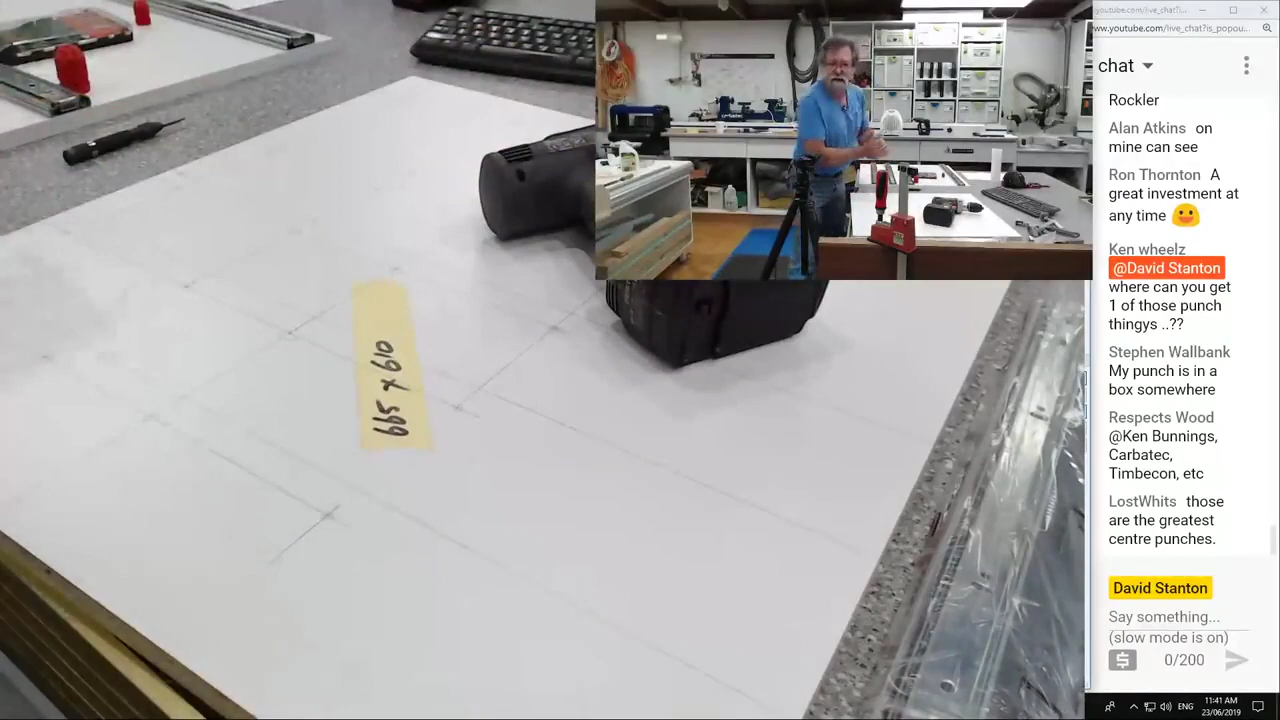 665 x 610
www.youtube.com/live_chat?is_popou...
chat
Rockler
Alan Atkins on
mine can see
Ron Thornton A
great investment at
any time
Ken wheelz
@David Stanton
where can you get
1 of those punch
thingys ..??
Stephen Wallbank
My punch is in a
box somewhere
Respects Wood
@Ken Bunnings,
Carbatec,
Timbecon, etc
LostWhits those
are the greatest
centre punches.
David Stanton
Say something...
(slow mode is on)
0/200
ENG
11:41 AM
23/06/2019